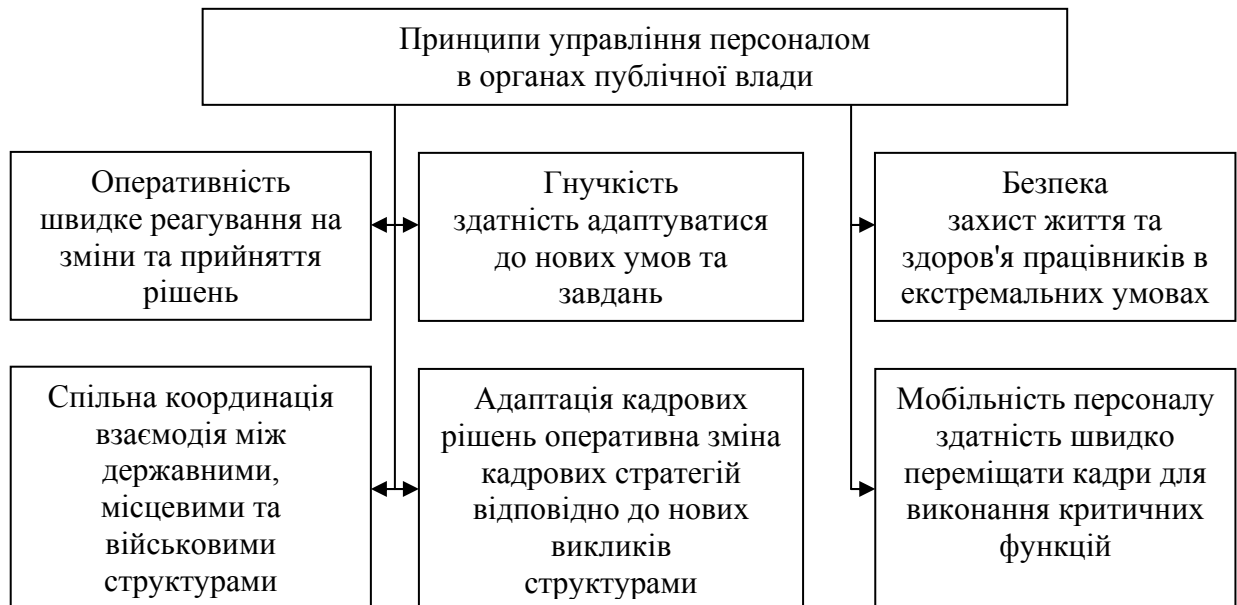 Принципи управління персоналом
в органах публічної влади
Оперативність
швидке реагування на
зміни та прийняття
рішень
Гнучкість
здатність адаптуватися
до нових умов та
завдань
Безпека
захист життя та
здоров'я працівників в
екстремальних умовах
Спільна координація
взаємодія між
державними,
місцевими та
військовими
структурами
Адаптація кадрових
рішень оперативна зміна
кадрових стратегій
відповідно до нових
викликів
структурами
Мобільність персоналу
здатність швидко
переміщати кадри для
виконання критичних
функцій